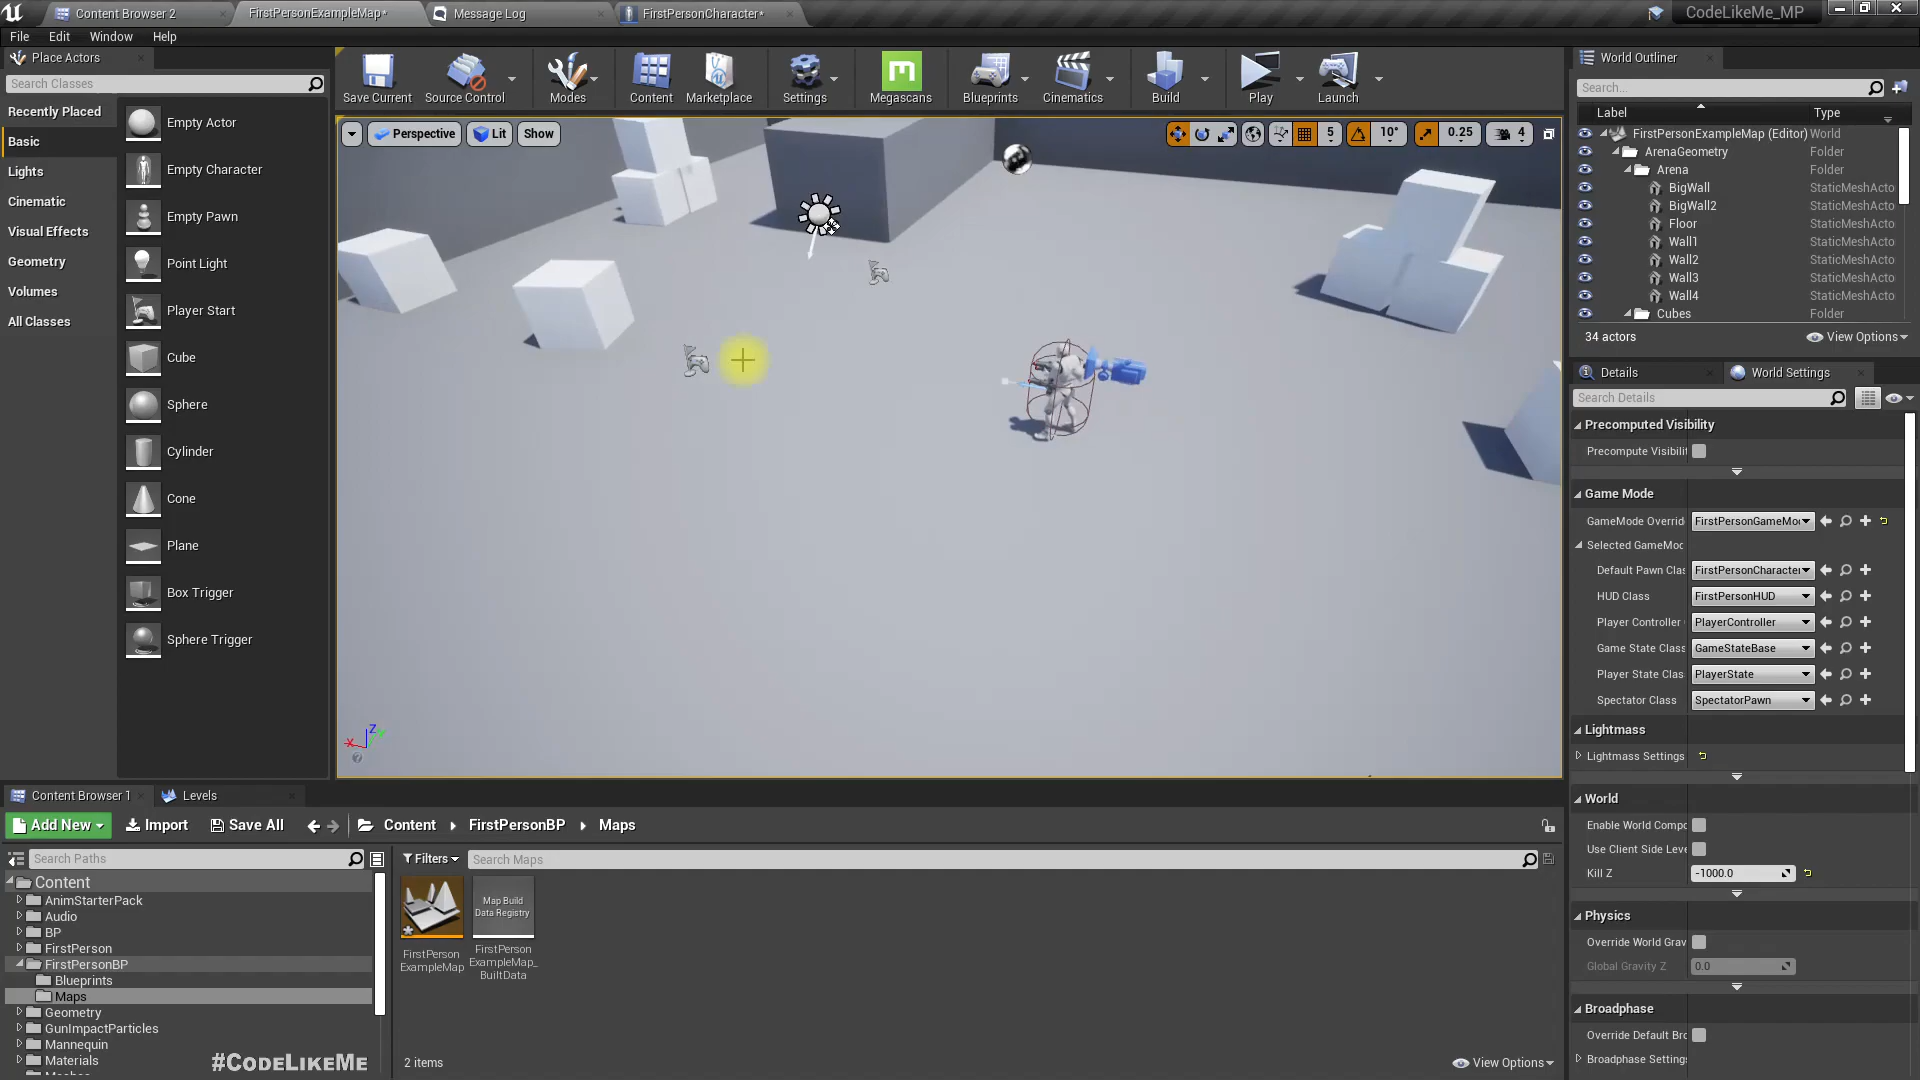 Content Browser 2
FirstPersonExampleMap*
Message Log
FirstPersonCharacter*
CodeLikeMe_MP
File Edit Window Help
Place Actors
Search Classes
Recently Placed
Basic
Lights
Cinematic
Visual Effects
Geometry
Volumes
All Classes
Empty Actor
Empty Character
Empty Pawn
Point Light
Player Start
Cube
Sphere
Cylinder
Cone
Plane
Box Trigger
Sphere Trigger
Save Current
Source Control
Modes
Content
Marketplace
Settings
Megascans
Blueprints
Cinematics
Build
Play
Launch
Perspective Lit Show
5 10° 0.25 4
X Z Y
World Outliner
Search...
Label Type
FirstPersonExampleMap (Editor) World
ArenaGeometry Folder
Arena Folder
BigWall StaticMeshActo
BigWall2 StaticMeshActo
Floor StaticMeshActo
Wall1 StaticMeshActo
Wall2 StaticMeshActo
Wall3 StaticMeshActo
Wall4 StaticMeshActo
Cubes Folder
34 actors View Options
Details World Settings
Search Details
Precomputed Visibility
Precompute Visibilit
Game Mode
GameMode Overrid FirstPersonGameMo
Selected GameMod
Default Pawn Clas FirstPersonCharacter
HUD Class FirstPersonHUD
Player Controller PlayerController
Game State Class GameStateBase
Player State Clas PlayerState
Spectator Class SpectatorPawn
Lightmass
Lightmass Settings
World
Enable World Compo
Use Client Side Leve
Kill Z -1000.0
Physics
Override World Grav
Global Gravity Z 0.0
Broadphase
Override Default Bro
Broadphase Settings
Content Browser 1 Levels
Add New Import Save All Content FirstPersonBP Maps
Search Paths
Filters Search Maps
Content
AnimStarterPack
Audio
BP
FirstPerson
FirstPersonBP
Blueprints
Maps
Geometry
GunImpactParticles
Mannequin
Materials
FirstPerson
ExampleMap
Map Build
Data Registry
FirstPerson
ExampleMap_
BuiltData
#CODELIKEME
2 items View Options